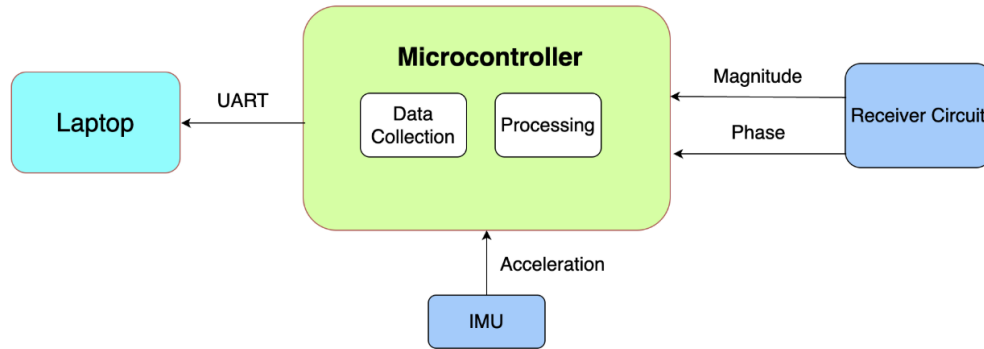 Microcontroller
Magnitude
UART
Data
Collection
Processing
Laptop
Receiver Circuit
Phase
Acceleration
IMU